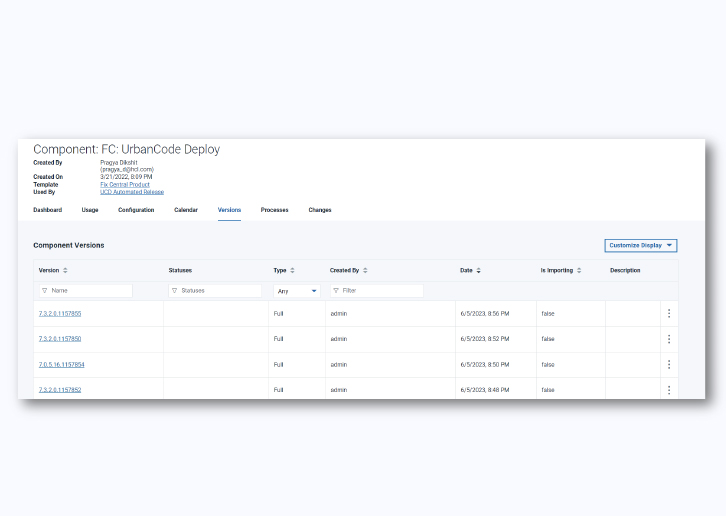 Component: FC: UrbanCode Deploy
Created By Pragya Dikshit
(pragya_d@hcl.com)
Created On 3/21/2022, 8:09 PM
Template Fix Central Product
Used By UCD Automated Release
Dashboard Usage Configuration Calendar Versions Processes Changes
Component Versions Customize Display
Version Statuses Type Created By Date Is Importing Description
Name Statuses Any Filter
7.3.2.0.1157855 Full admin 6/5/2023, 8:56 PM false
7.3.2.0.1157850 Full admin 6/5/2023, 8:52 PM false
7.0.5.16.1157854 Full admin 6/5/2023, 8:50 PM false
7.3.2.0.1157852 Full admin 6/5/2023, 8:48 PM false